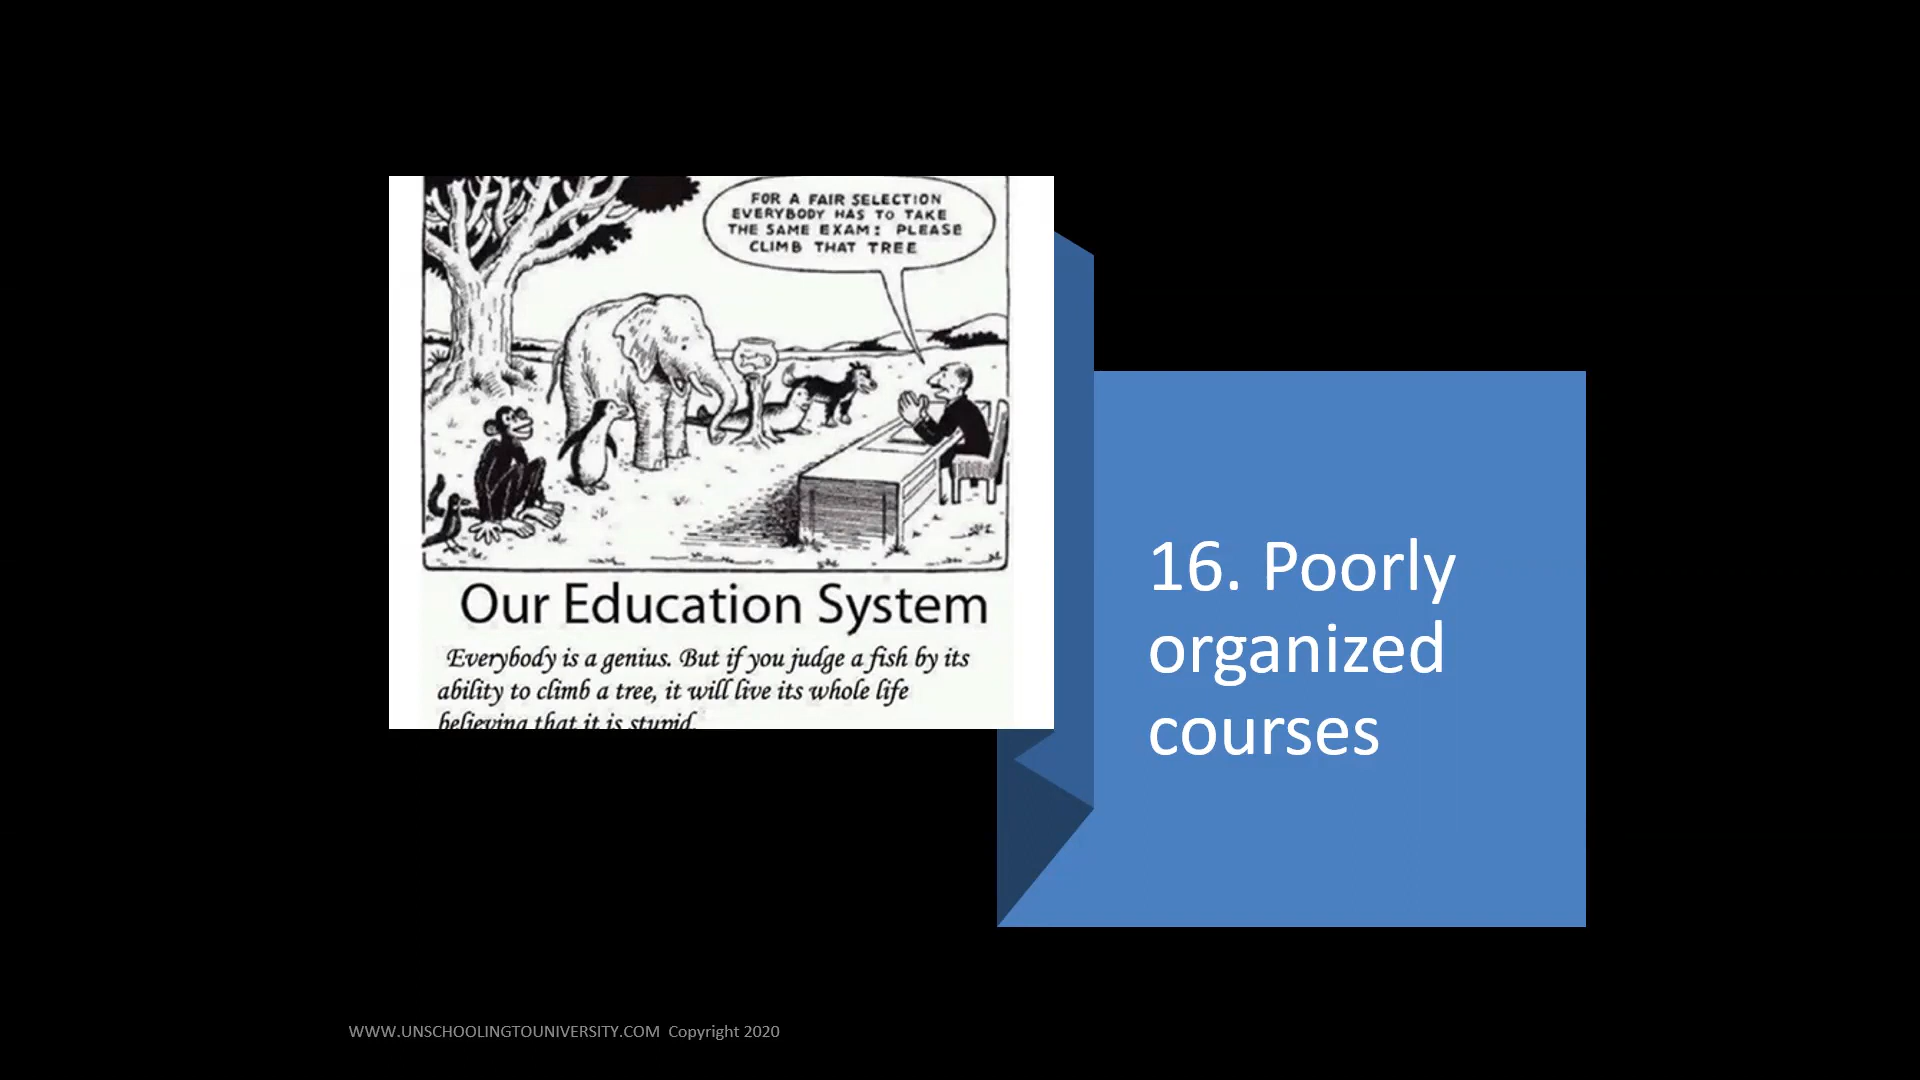 FOR A FAIR SELECTION
EVERYBODY HAS TO TAKE
THE SAME EXAM: PLEASE
CLIMB THAT TREE
Our Education System
Everybody is a genius. But if you judge a fish by its
ability to climb a tree, it will live its whole life
believing that it is stupid.
16. Poorly
organized
courses
WWW.UNSCHOOLINGTOUNIVERSITY.COM Copyright 2020